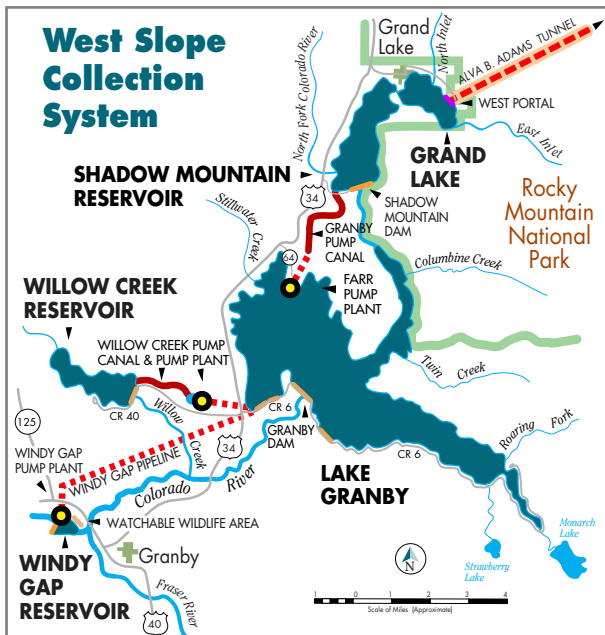 West Slope
Collection
System
Grand
Lake
North Inlet
ALVA B. ADAMS TUNNEL
WEST PORTAL
East Inlet
North Fork Colorado River
GRAND
LAKE
SHADOW MOUNTAIN
RESERVOIR
34
SHADOW
MOUNTAIN
DAM
Rocky
Mountain
National
Park
Stillwater
Creek
GRANBY
PUMP
CANAL
64
Columbine Creek
FARR
PUMP
PLANT
WILLOW CREEK
RESERVOIR
WILLOW CREEK PUMP
CANAL & PUMP PLANT
Twin
Creek
CR 40
Willow
Creek
CR 6
GRANBY
DAM
125
34
CR 6
Roaring
Fork
WINDY GAP
PUMP PLANT
WINDY GAP PIPELINE
Colorado
River
LAKE
GRANBY
WATCHABLE WILDLIFE AREA
Granby
Monarch
Lake
Strawberry
Lake
N
WINDY
GAP
RESERVOIR
Fraser River
40
1 0 1 2 3 4
Scale of Miles (Approximate)